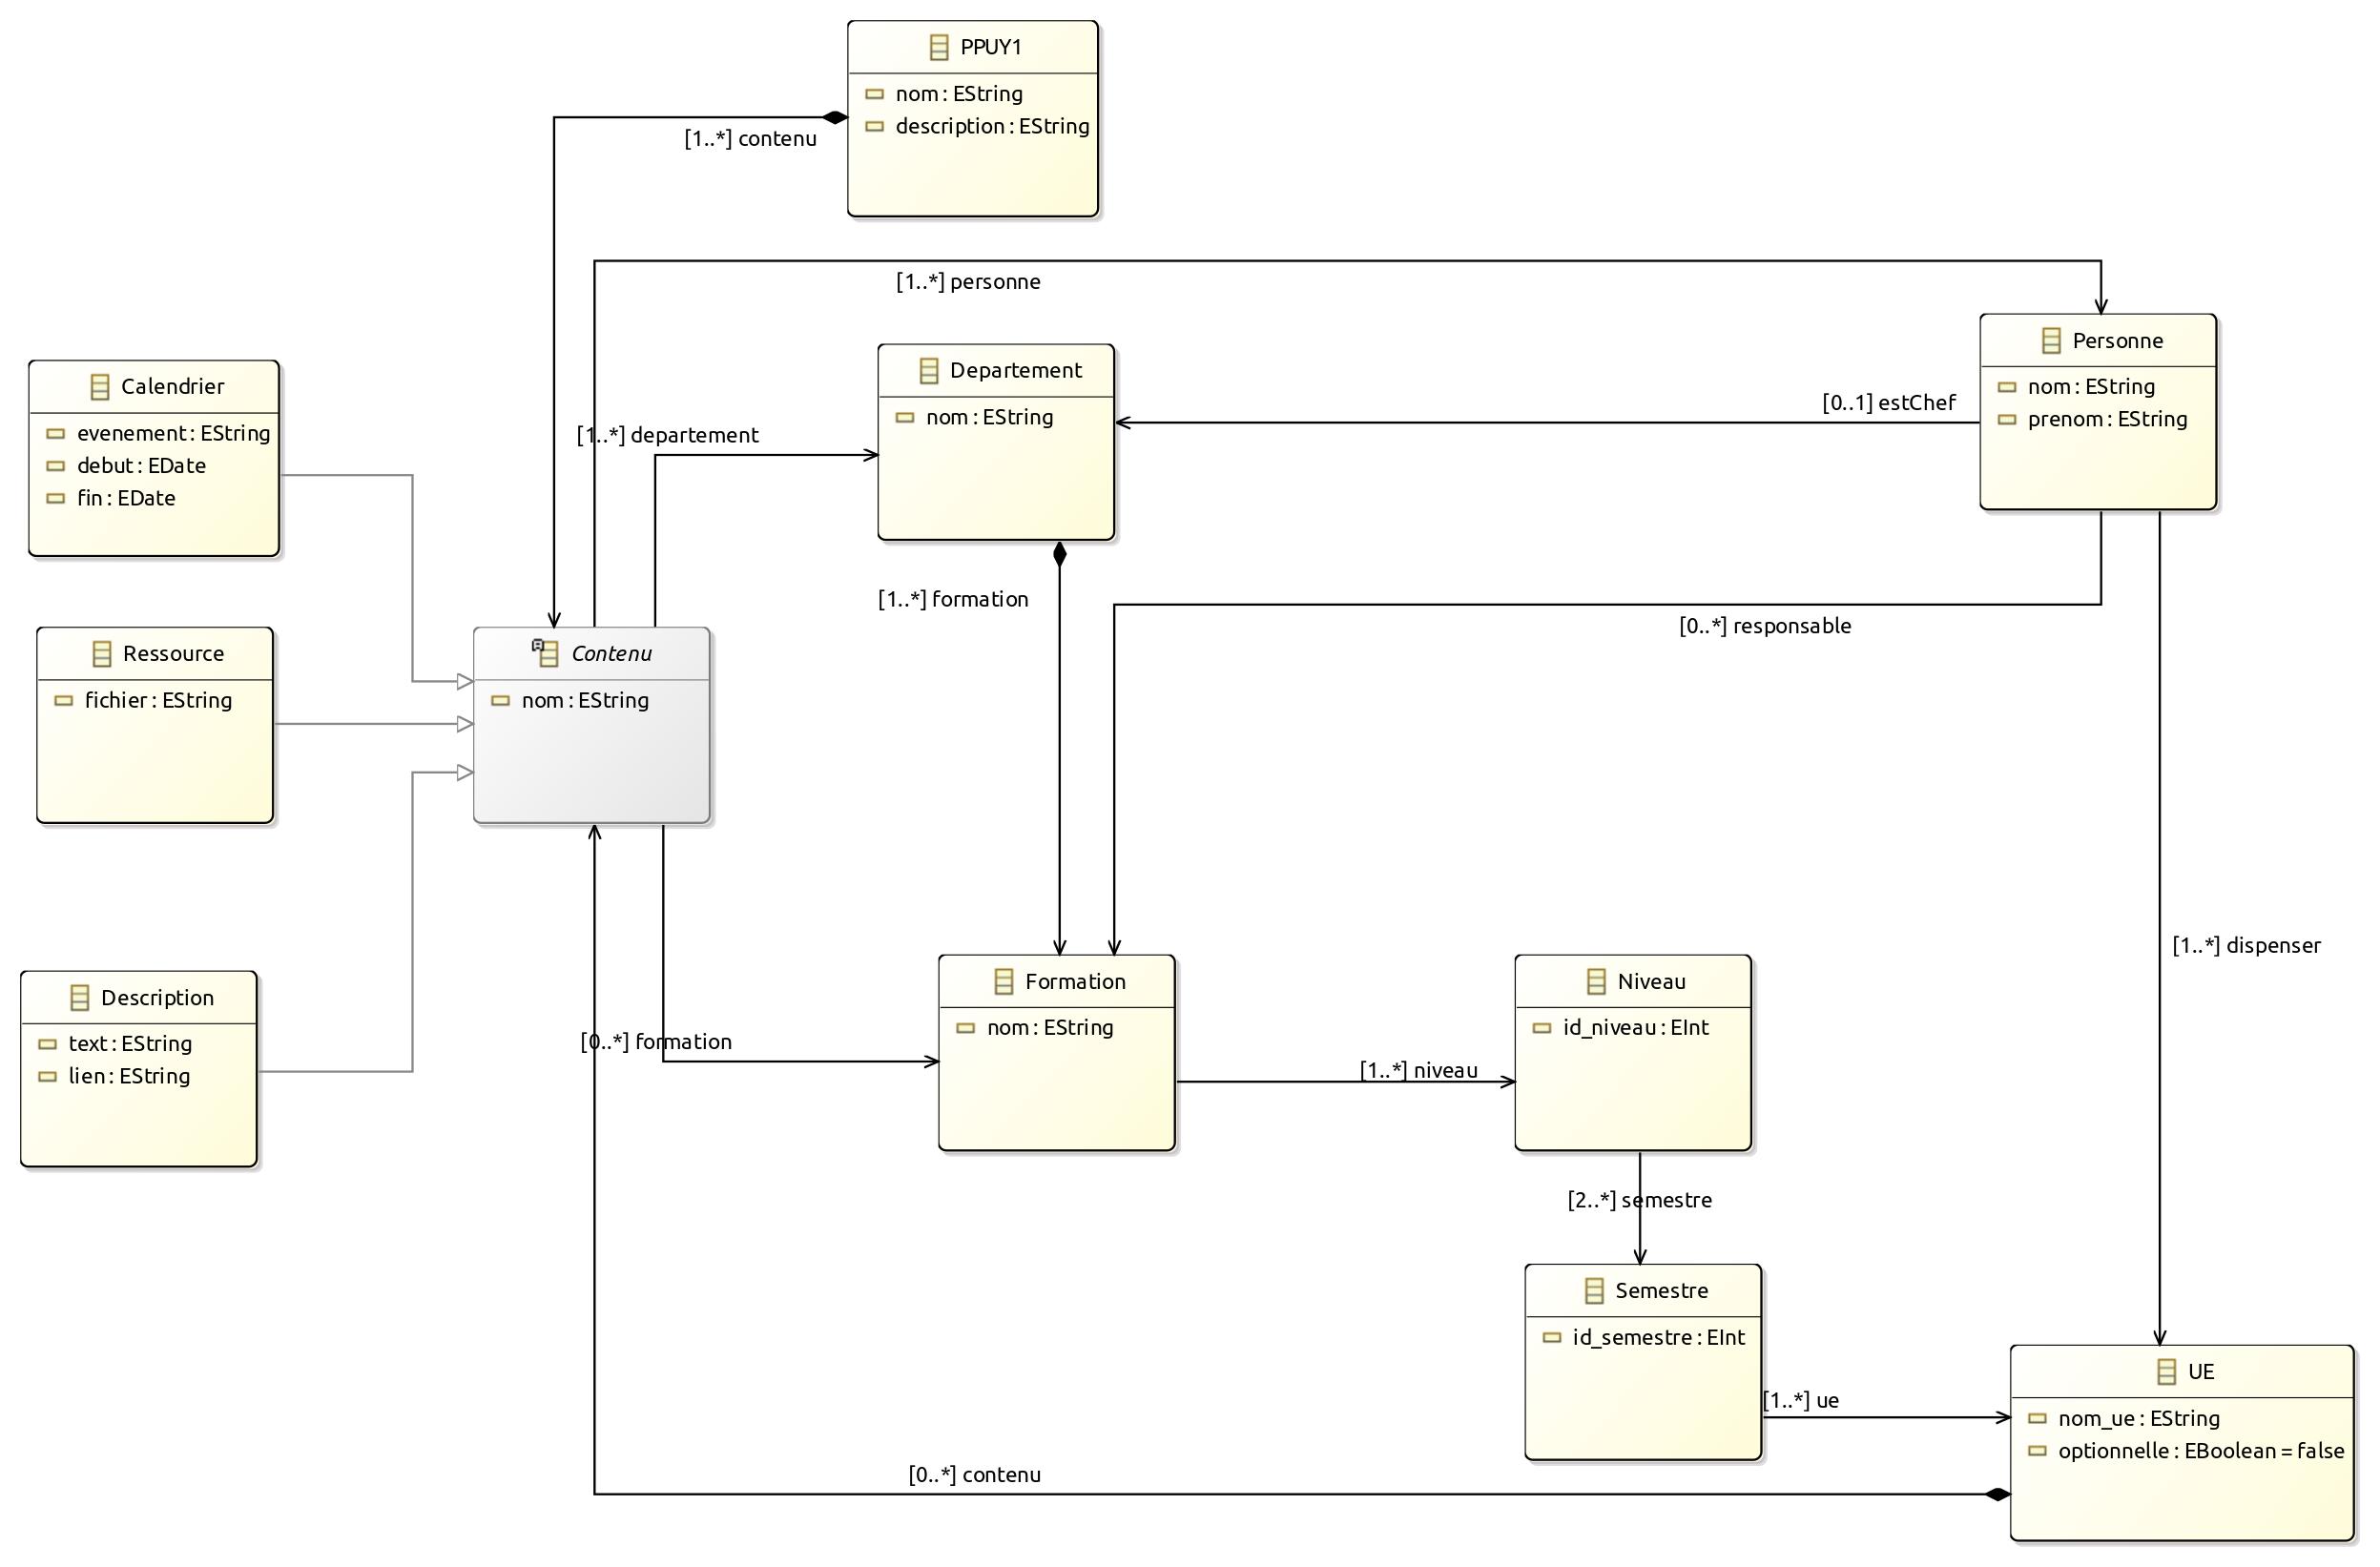 PPUY1
nom : EString
description : EString
[1..*] contenu
[1..*] personne
Personne
nom : EString
prenom : EString
Departement
nom : EString
[0..1] estChef
Calendrier
evenement : EString
debut : EDate
fin : EDate
[1..*] departement
[1..*] formation
[0..*] responsable
Ressource
fichier : EString
Contenu
nom : EString
[1..*] dispenser
Description
text : EString
lien : EString
[0..*] formation
Formation
nom : EString
[1..*] niveau
Niveau
id_niveau : EInt
[2..*] semestre
Semestre
id_semestre : EInt
[1..*] ue
UE
nom_ue : EString
optionnelle : EBoolean = false
[0..*] contenu